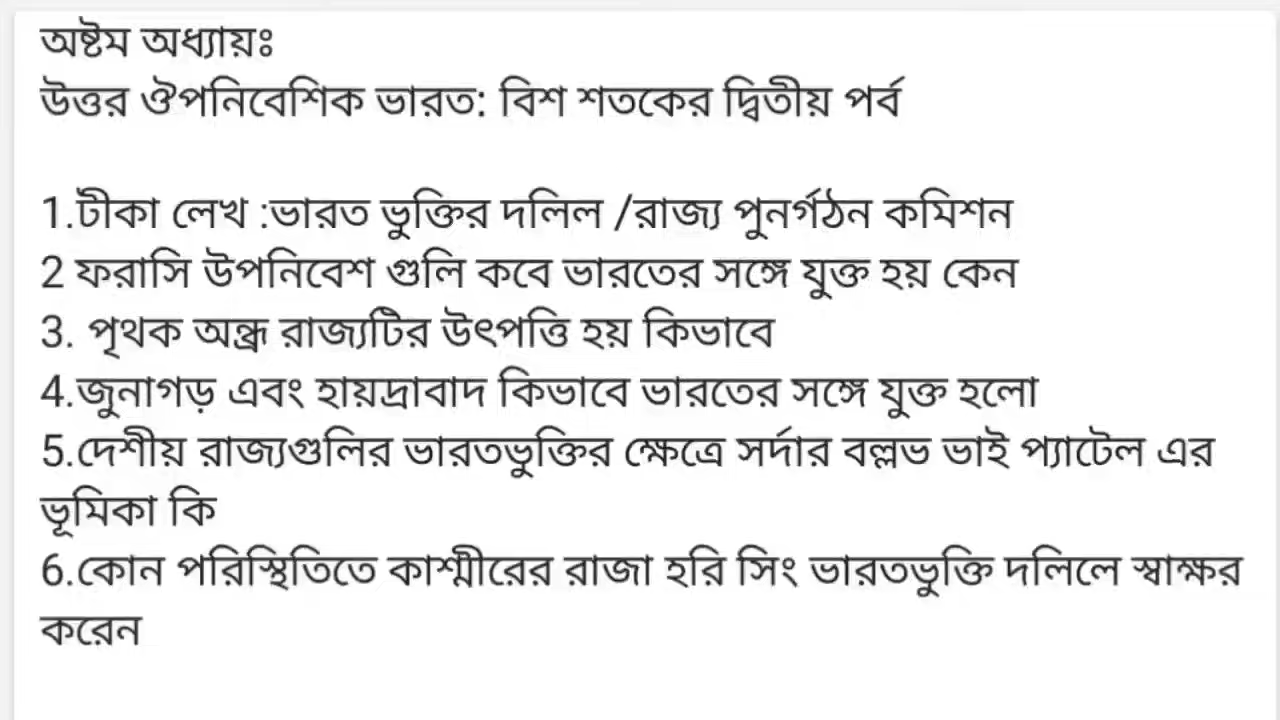 অষ্টম অধ্যায়ঃ
উত্তর ঔপনিবেশিক ভারত: বিশ শতকের দ্বিতীয় পর্ব
1.টীকা লেখ :ভারত ভুক্তির দলিল /রাজ্য পুনর্গঠন কমিশন
2 ফরাসি উপনিবেশ গুলি কবে ভারতের সঙ্গে যুক্ত হয় কেন
3. পৃথক অন্ধ্র রাজ্যটির উৎপত্তি হয় কিভাবে
4.জুনাগড় এবং হায়দ্রাবাদ কিভাবে ভারতের সঙ্গে যুক্ত হলো
5.দেশীয় রাজ্যগুলির ভারতভুক্তির ক্ষেত্রে সর্দার বল্লভ ভাই প্যাটেল এর
ভূমিকা কি
6.কোন পরিস্থিতিতে কাশ্মীরের রাজা হরি সিং ভারতভুক্তি দলিলে স্বাক্ষর
করেন